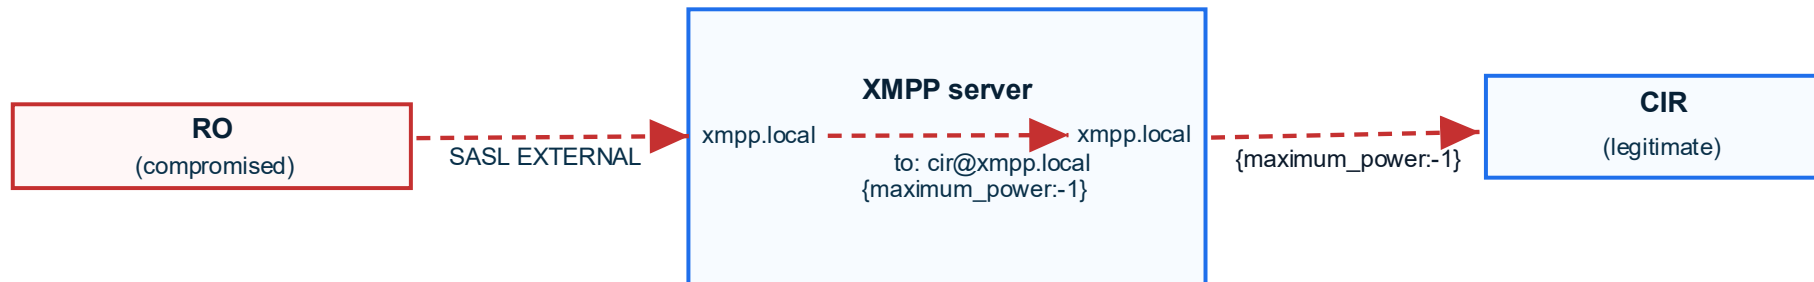 RO
(compromised)
SASL EXTERNAL
XMPP server
xmpp.local
xmpp.local
to: cir@xmpp.local
{maximum_power:-1}
{maximum_power:-1}
CIR
(legitimate)